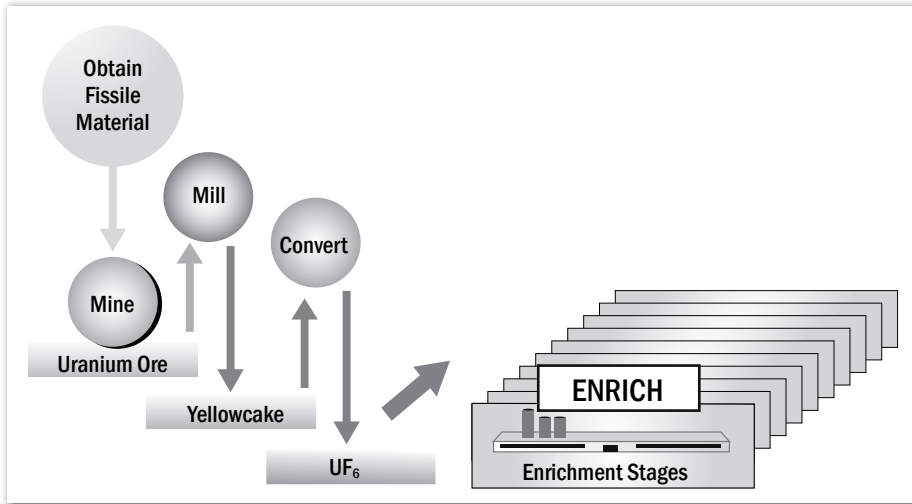 Obtain
Fissile
Material
Mill
Convert
Mine
Uranium Ore
Yellowcake
UF₆
ENRICH
Enrichment Stages